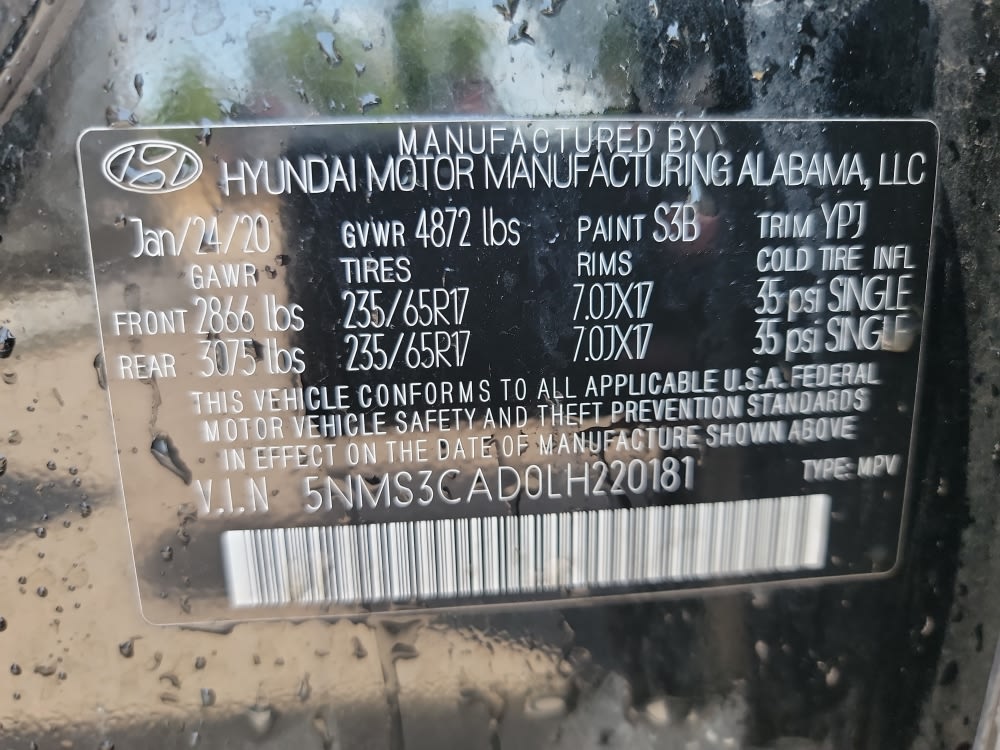 MANUFACTURED BY
HYUNDAI MOTOR MANUFACTURING ALABAMA, LLC
Jan/24/20 GVWR 4872 lbs PAINT S3B TRIM YPJ
GAWR TIRES RIMS COLD TIRE INFL
FRONT 2866 lbs 235/65R17 7.0JX17 35 psi SINGLE
REAR 3075 lbs 235/65R17 7.0JX17 35 psi SINGLE
THIS VEHICLE CONFORMS TO ALL APPLICABLE U.S.A. FEDERAL
MOTOR VEHICLE SAFETY AND THEFT PREVENTION STANDARDS
IN EFFECT ON THE DATE OF MANUFACTURE SHOWN ABOVE
V.I.N 5NMS3CAD0LH220181 TYPE: MPV